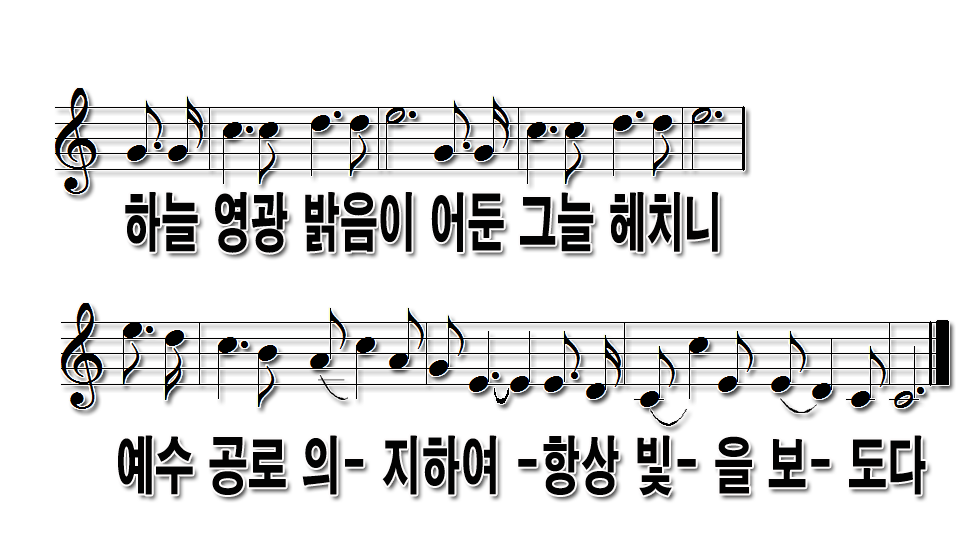 하늘 영광 밝음이 어둔 그늘 헤치니
예수 공로 의- 지하여 -항상 빛- 을 보- 도다